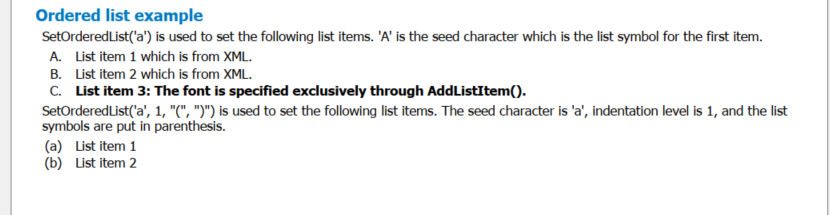 Ordered list example
SetOrderedList('a') is used to set the following list items. 'A' is the seed character which is the list symbol for the first item.
A. List item 1 which is from XML.
B. List item 2 which is from XML.
C. List item 3: The font is specified exclusively through AddListItem().
SetOrderedList('a', 1, "(", ")") is used to set the following list items. The seed character is 'a', indentation level is 1, and the list
symbols are put in parenthesis.
(a) List item 1
(b) List item 2